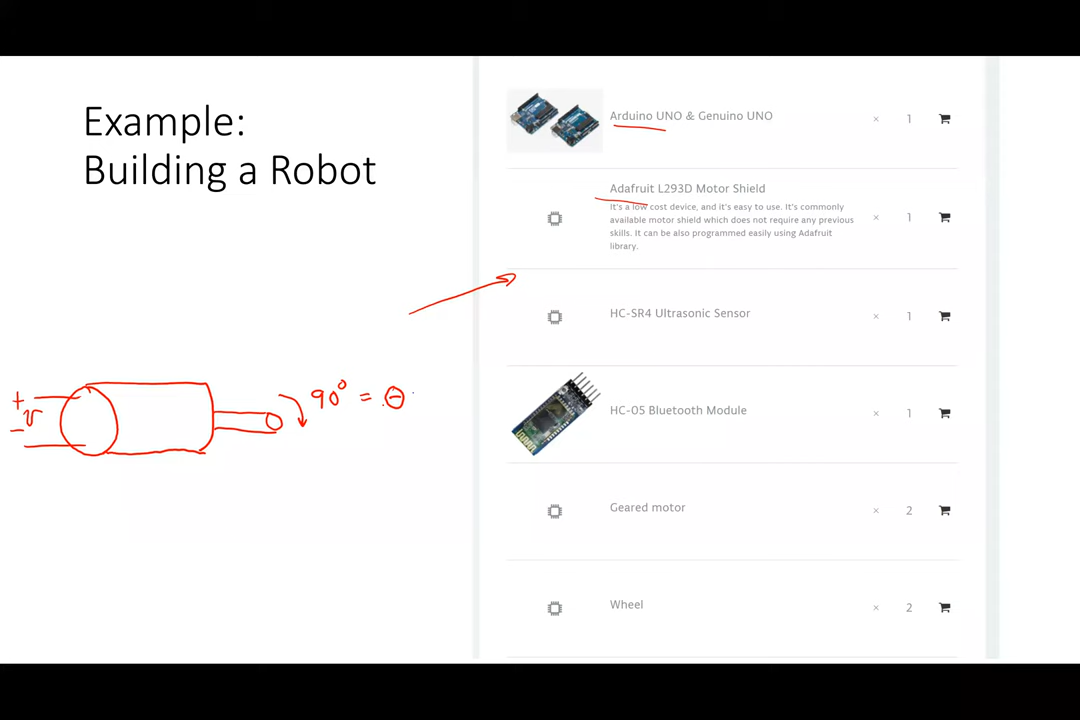 Example:
Building a Robot
+
v
−
90° = θ
Arduino UNO & Genuino UNO × 1
Adafruit L293D Motor Shield
It's a low cost device, and it's easy to use. It's commonly
available motor shield which does not require any previous × 1
skills. It can be also programmed easily using Adafruit
library.
HC-SR4 Ultrasonic Sensor × 1
HC-05 Bluetooth Module × 1
Geared motor × 2
Wheel × 2